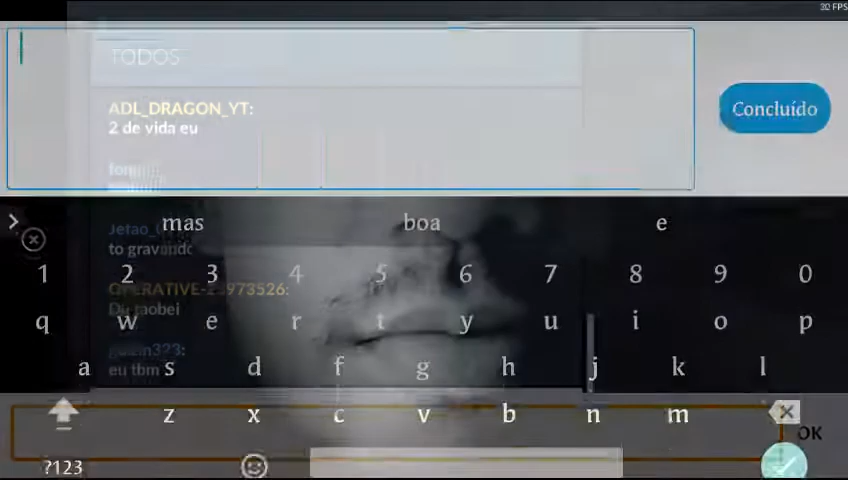 32 FPS
TODOS
Concluído
ADL_DRAGON_YT:
2 de vida eu
mas boa e
to gravando
1 2 3 4 5 6 7 8 9 0
q w e r t y u i o p
eu tbm
a s d f g h j k l
z x c v b n m
OK
?123